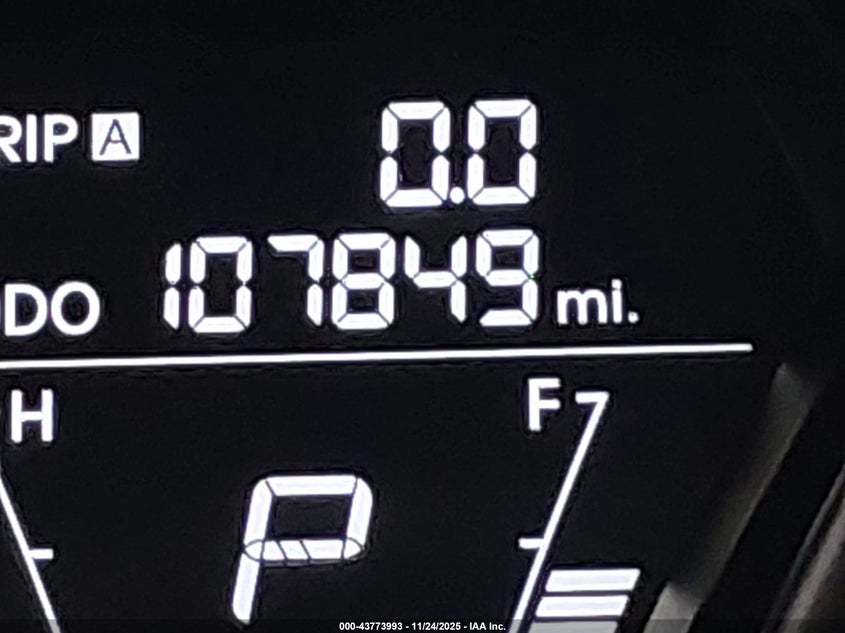 RIP A 0.0
DO 107849 mi.
H F
P
000-43773993 - 11/24/2025 - IAA Inc.